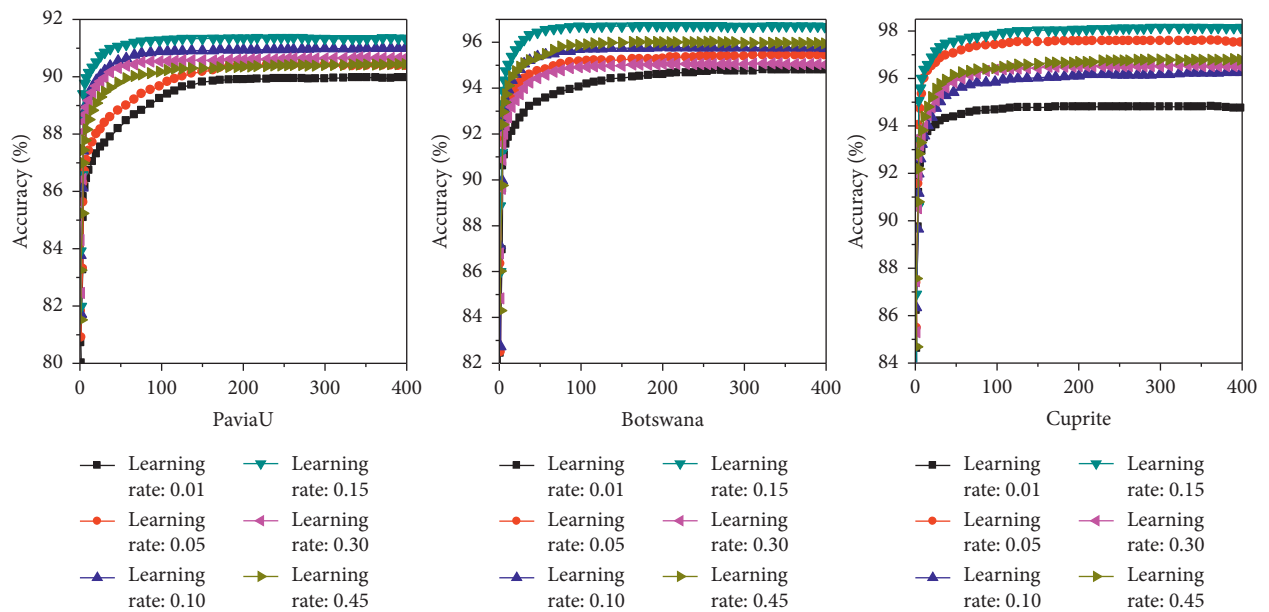 92
90
88
86
84
82
80
Accuracy (%)
0 100 200 300 400
PaviaU
Learning rate: 0.01
Learning rate: 0.05
Learning rate: 0.10
Learning rate: 0.15
Learning rate: 0.30
Learning rate: 0.45
98
96
94
92
90
88
86
84
82
Accuracy (%)
0 100 200 300 400
Botswana
Learning rate: 0.01
Learning rate: 0.05
Learning rate: 0.10
Learning rate: 0.15
Learning rate: 0.30
Learning rate: 0.45
98
96
94
92
90
88
86
84
Accuracy (%)
0 100 200 300 400
Cuprite
Learning rate: 0.01
Learning rate: 0.05
Learning rate: 0.10
Learning rate: 0.15
Learning rate: 0.30
Learning rate: 0.45